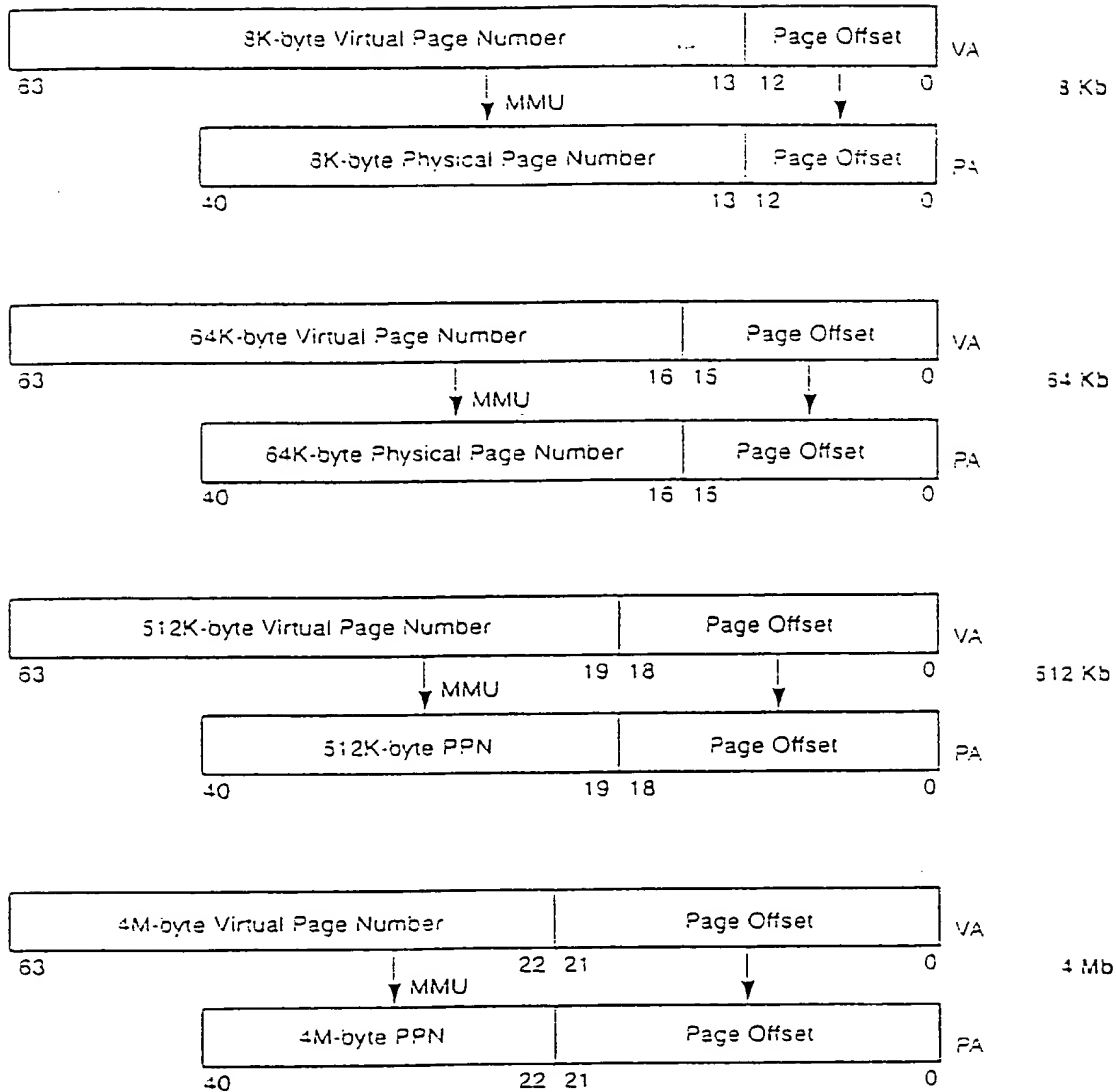 8K-byte Virtual Page Number Page Offset VA
63 13 12 0 8 Kb
MMU
8K-byte Physical Page Number Page Offset PA
40 13 12 0
64K-byte Virtual Page Number Page Offset VA
63 16 15 0 64 Kb
MMU
64K-byte Physical Page Number Page Offset PA
40 16 15 0
512K-byte Virtual Page Number Page Offset VA
63 19 18 0 512 Kb
MMU
512K-byte PPN Page Offset PA
40 19 18 0
4M-byte Virtual Page Number Page Offset VA
63 22 21 0 4 Mb
MMU
4M-byte PPN Page Offset PA
40 22 21 0